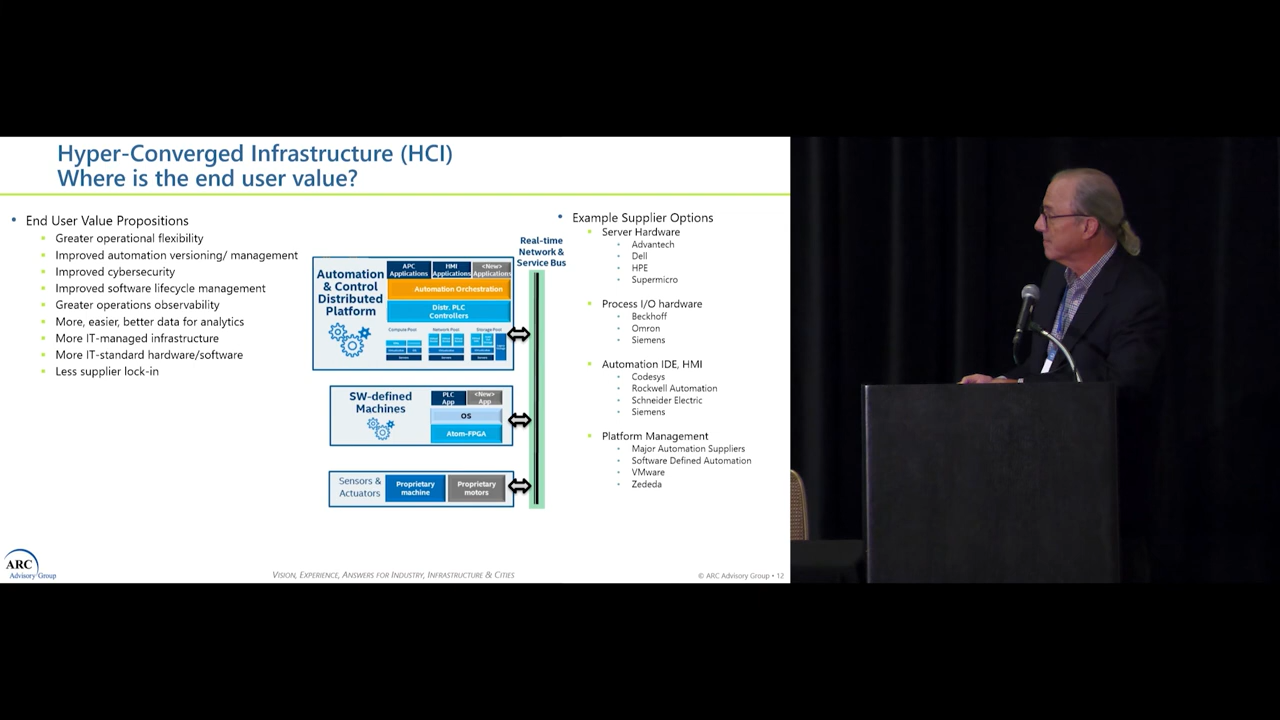 Hyper-Converged Infrastructure (HCI)
Where is the end user value?
• End User Value Propositions
Greater operational flexibility
Improved automation versioning/ management
Improved cybersecurity
Improved software lifecycle management
Greater operations observability
More, easier, better data for analytics
More IT-managed infrastructure
More IT-standard hardware/software
Less supplier lock-in
Automation
& Control
Distributed
Platform
APC
Applications
HMI
Applications
<New>
Applications
Automation Orchestration
Distr. PLC
Controllers
Compute Pool
Network Pool
Storage Pool
SW-defined
Machines
PLC
App
<New>
App
OS
Atom-FPGA
Sensors &
Actuators
Proprietary
machine
Proprietary
motors
Real-time
Network &
Service Bus
• Example Supplier Options
Server Hardware
Advantech
Dell
HPE
Supermicro
Process I/O hardware
Beckhoff
Omron
Siemens
Automation IDE, HMI
Codesys
Rockwell Automation
Schneider Electric
Siemens
Platform Management
Major Automation Suppliers
Software Defined Automation
VMware
Zededa
ARC
Advisory Group
Vision, Experience, Answers for Industry, Infrastructure & Cities
© ARC Advisory Group • 12